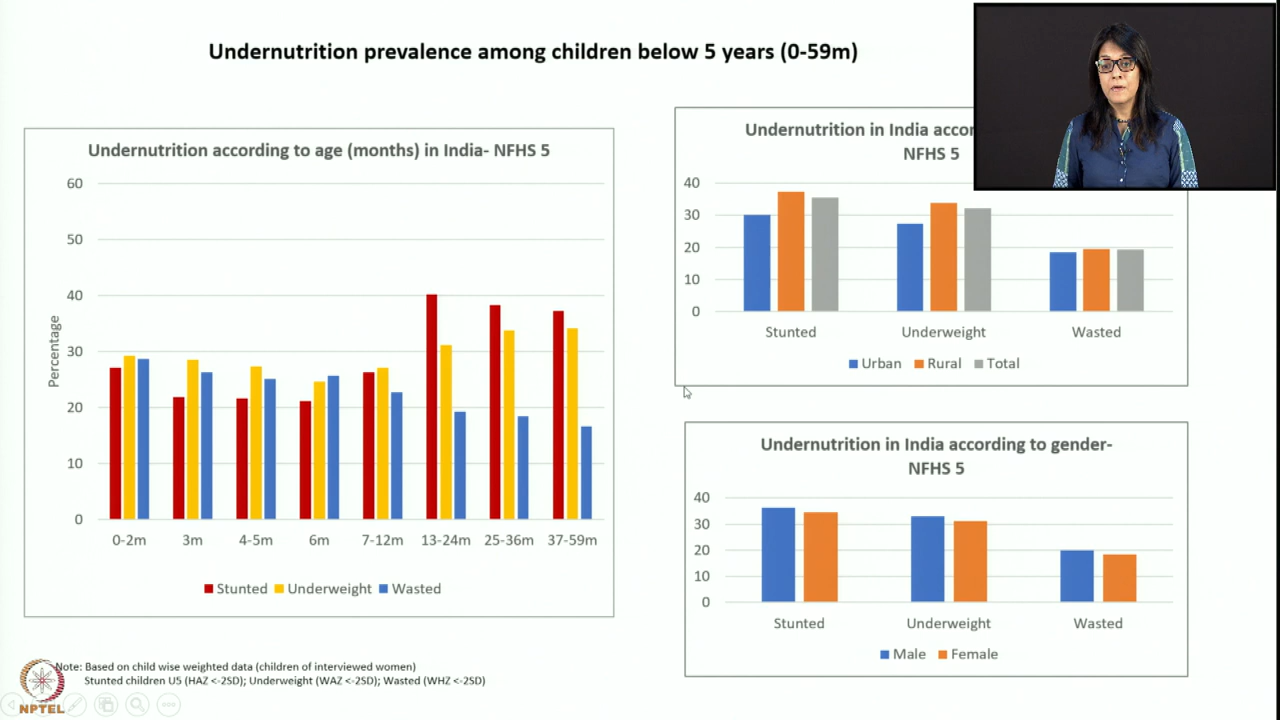 Undernutrition prevalence among children below 5 years (0-59m)
Undernutrition according to age (months) in India- NFHS 5
60
50
40
30
20
10
0
Percentage
0-2m 3m 4-5m 6m 7-12m 13-24m 25-36m 37-59m
Stunted Underweight Wasted
Undernutrition in India
NFHS 5
40
30
20
10
0
Stunted Underweight Wasted
Urban Rural Total
Undernutrition in India according to gender-
NFHS 5
40
30
20
10
0
Stunted Underweight Wasted
Male Female
Note: Based on child wise weighted data (children of interviewed women)
Stunted children U5 (HAZ <-2SD); Underweight (WAZ <-2SD); Wasted (WHZ <-2SD)
NPTEL